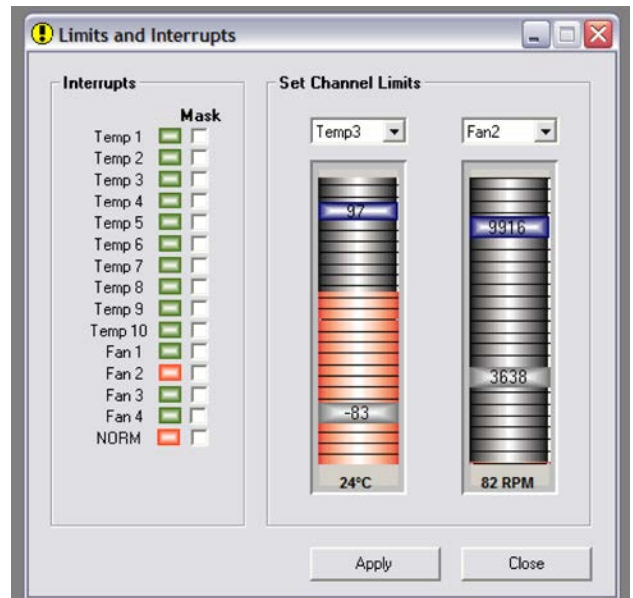 Limits and Interrupts
Interrupts
Mask
Temp 1
Temp 2
Temp 3
Temp 4
Temp 5
Temp 6
Temp 7
Temp 8
Temp 9
Temp 10
Fan 1
Fan 2
Fan 3
Fan 4
NORM
Set Channel Limits
Temp3
Fan2
97
9916
3638
-83
24°C
82 RPM
Apply
Close